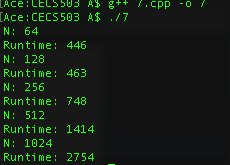 [Ace:CECS503 A$] g++ 7.cpp -o 7
[Ace:CECS503 A$] ./7
N: 64
Runtime: 446
N: 128
Runtime: 463
N: 256
Runtime: 748
N: 512
Runtime: 1414
N: 1024
Runtime: 2754